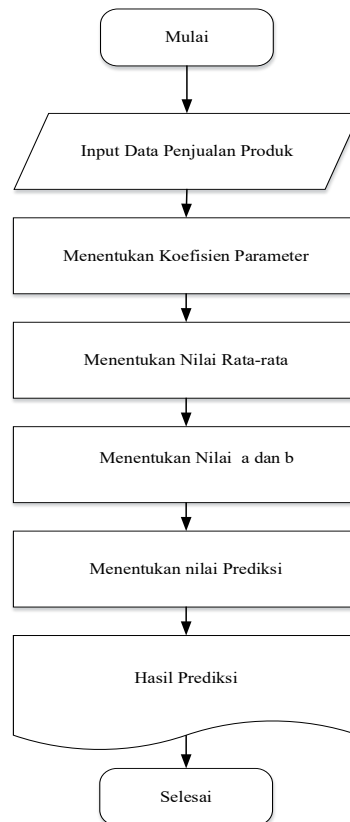 Mulai
Input Data Penjualan Produk
Menentukan Koefisien Parameter
Menentukan Nilai Rata-rata
Menentukan Nilai a dan b
Menentukan nilai Prediksi
Hasil Prediksi
Selesai